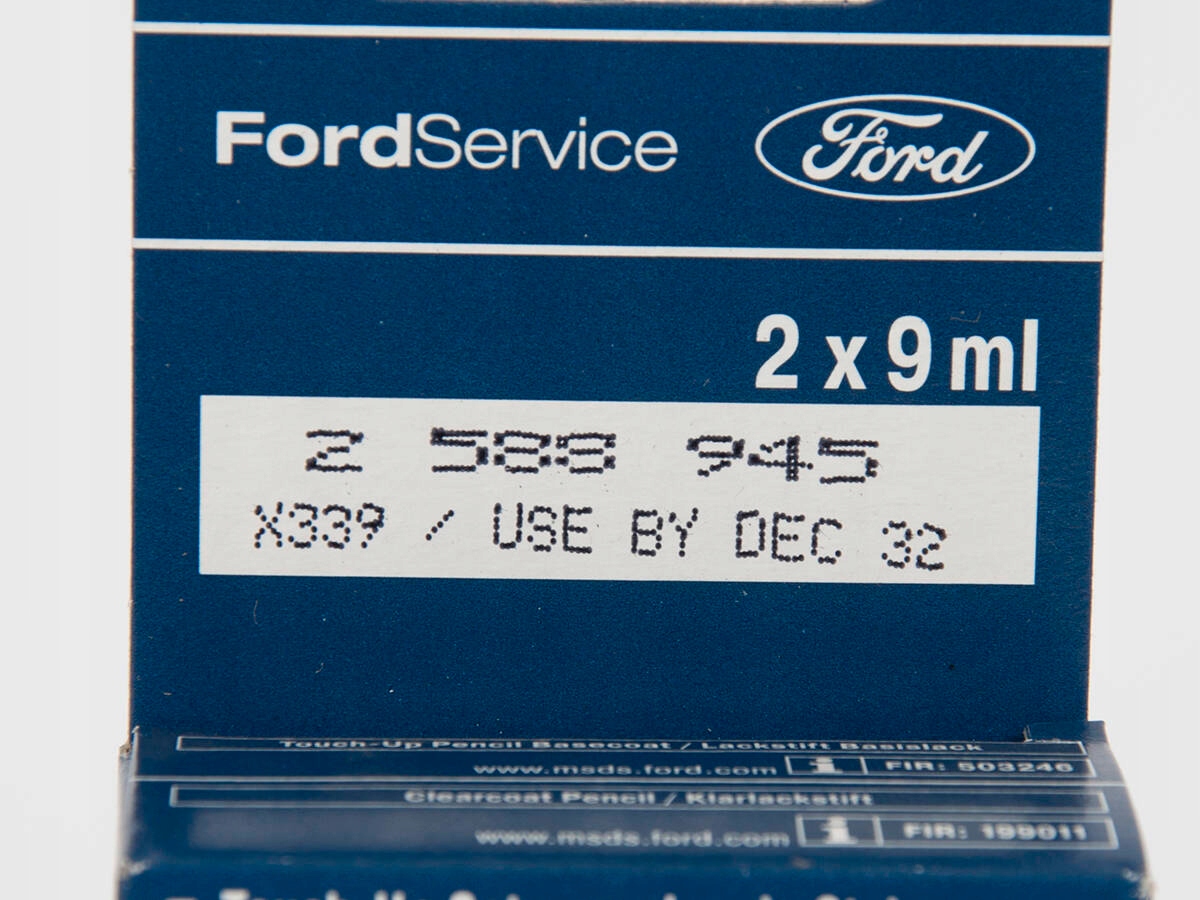 FordService Ford
2 x 9 ml
2 588 945
X339 / USE BY DEC 32
Touch-Up Pencil Basecoat / Lackstift Basislack
www.msds.ford.com i FIR: 503246
Clearcoat Pencil / Klarlackstift
www.msds.ford.com i FIR: 199011